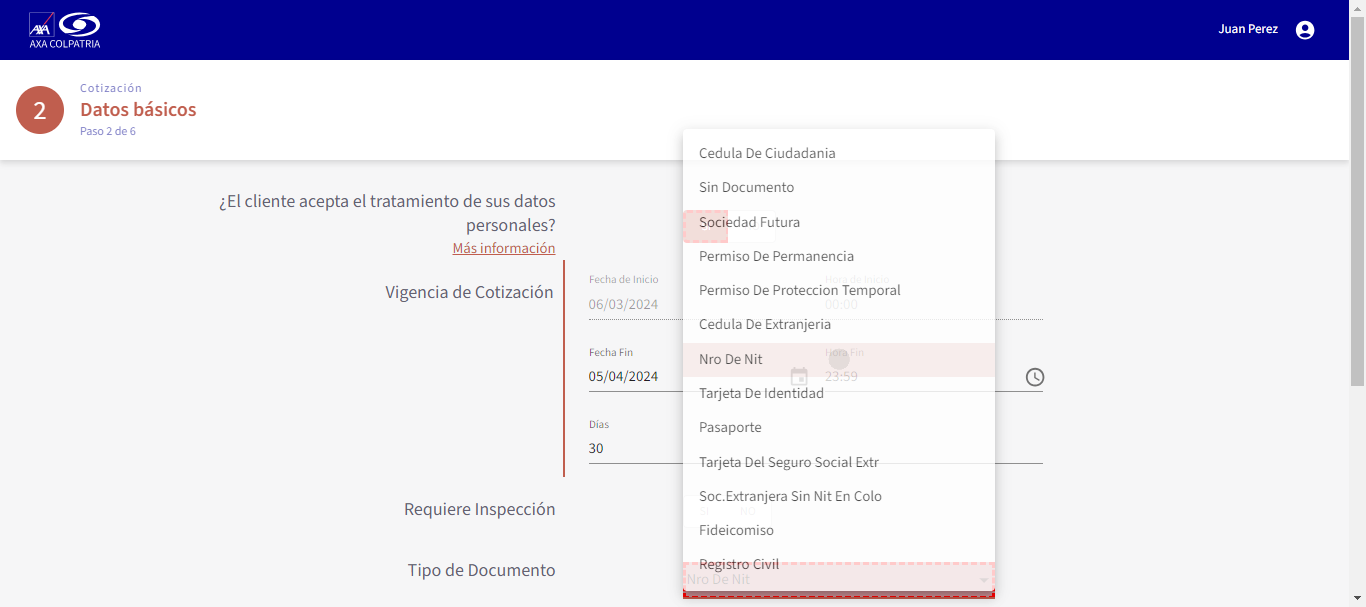 AXA
AXA COLPATRIA
Juan Perez
2
Cotización
Datos básicos
Paso 2 de 6
¿El cliente acepta el tratamiento de sus datos
personales?
Más información
Vigencia de Cotización
Fecha de Inicio
Hora de Inicio
06/03/2024
00:00
Fecha Fin
Hora Fin
05/04/2024
23:59
Días
30
Requiere Inspección
Tipo de Documento
Cedula De Ciudadania
Sin Documento
Sociedad Futura
Permiso De Permanencia
Permiso De Proteccion Temporal
Cedula De Extranjeria
Nro De Nit
Tarjeta De Identidad
Pasaporte
Tarjeta Del Seguro Social Extr
Soc.Extranjera Sin Nit En Colo
Fideicomiso
Registro Civil
Nro De Nit